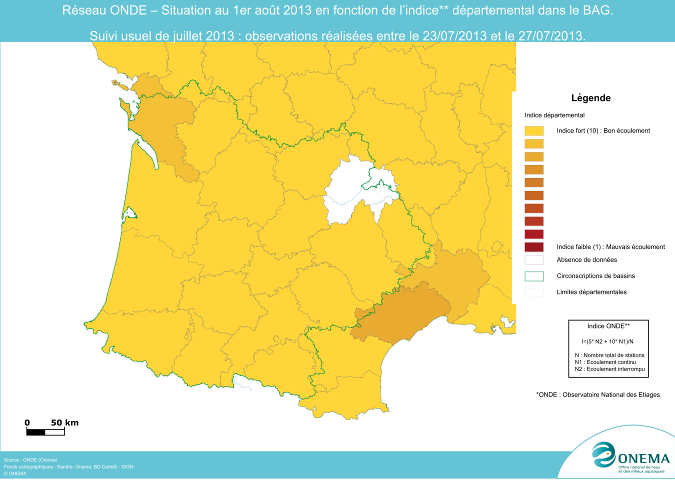 Réseau ONDE – Situation au 1er août 2013 en fonction de l'indice** départemental dans le BAG.
Suivi usuel de juillet 2013 : observations réalisées entre le 23/07/2013 et le 27/07/2013.
Légende
Indice départemental
Indice fort (10) : Bon écoulement
Indice faible (1) : Mauvais écoulement
Absence de données
Circonscriptions de bassins
Limites départementales
Indice ONDE**
I=(5* N2 + 10* N1)/N
N : Nombre total de stations
N1 : Ecoulement continu
N2 : Ecoulement interrompu
*ONDE : Observatoire National des Etiages
0 50 km
Source : ONDE (Onema)
Fonds cartographiques : Sandre, Onema, BD Carto® - ©IGN
© ONEMA
ONEMA
Office national de l'eau
et des milieux aquatiques